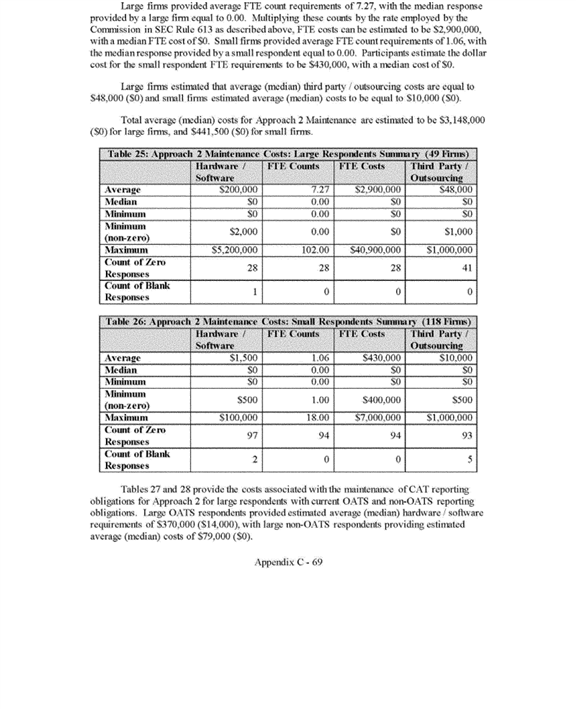 Large firms provided average FTE count requirements of 7.27, with the median response
provided by a large firm equal to 0.00. Multiplying these counts by the rate employed by the
Commission in SEC Rule 613 as described above, FTE costs can be estimated to be $2,900,000,
with a median FTE cost of $0. Small firms provided average FTE count requirements of 1.06, with
the median response provided by a small respondent equal to 0.00. Participants estimate the dollar
cost for the small respondent FTE requirements to be $430,000, with a median cost of $0.
Large firms estimated that average (median) third party / outsourcing costs are equal to
$48,000 ($0) and small firms estimated average (median) costs to be equal to $10,000 ($0).
Total average (median) costs for Approach 2 Maintenance are estimated to be $3,148,000
($0) for large firms, and $441,500 ($0) for small firms.
Table 25: Approach 2 Maintenance Costs: Large Respondents Summary (49 Firms)
Hardware / FTE Counts FTE Costs Third Party /
Software Outsourcing
Average $200,000 7.27 $2,900,000 $48,000
Median $0 0.00 $0 $0
Minimum $0 0.00 $0 $0
Minimum
(non-zero) $2,000 0.00 $0 $1,000
Maximum $5,200,000 102.00 $40,900,000 $1,000,000
Count of Zero
Responses 28 28 28 41
Count of Blank
Responses 1 0 0 0
Table 26: Approach 2 Maintenance Costs: Small Respondents Summary (118 Firms)
Hardware / FTE Counts FTE Costs Third Party /
Software Outsourcing
Average $1,500 1.06 $430,000 $10,000
Median $0 0.00 $0 $0
Minimum $0 0.00 $0 $0
Minimum
(non-zero) $500 1.00 $400,000 $500
Maximum $100,000 18.00 $7,000,000 $1,000,000
Count of Zero
Responses 97 94 94 93
Count of Blank
Responses 2 0 0 5
Tables 27 and 28 provide the costs associated with the maintenance of CAT reporting
obligations for Approach 2 for large respondents with current OATS and non-OATS reporting
obligations. Large OATS respondents provided estimated average (median) hardware / software
requirements of $370,000 ($14,000), with large non-OATS respondents providing estimated
average (median) costs of $79,000 ($0).
Appendix C - 69